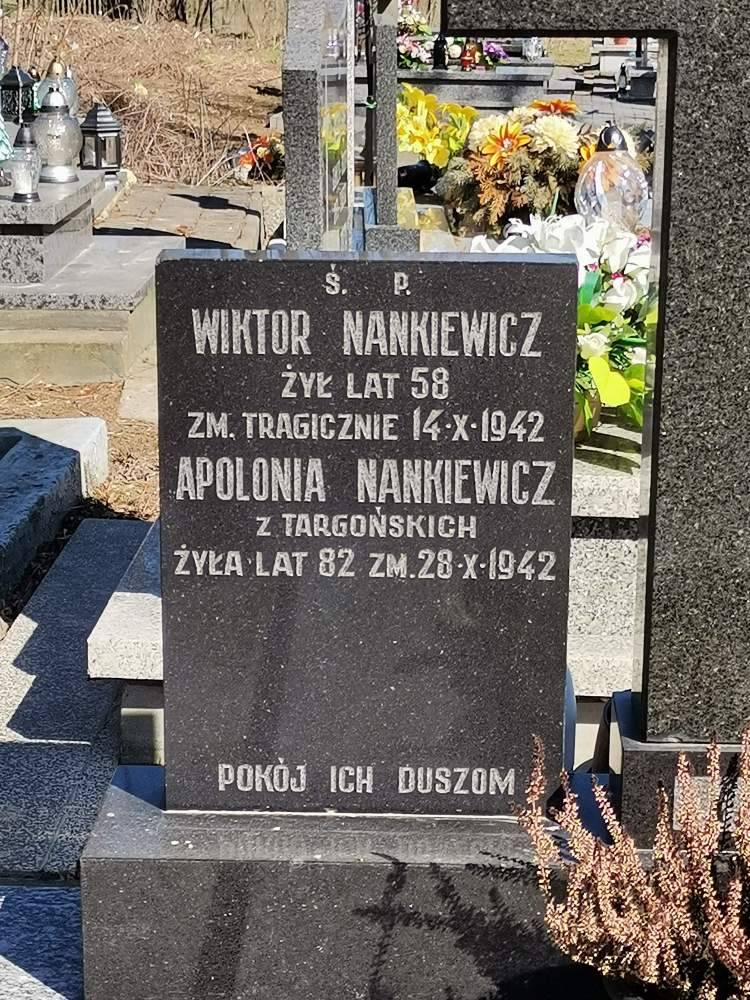 Ś. P.
WIKTOR NANKIEWICZ
ŻYŁ LAT 58
ZM. TRAGICZNIE 14·X·1942
APOLONIA NANKIEWICZ
Z TARGOŃSKICH
ŻYŁA LAT 82 ZM.28·X·1942
POKÓJ ICH DUSZOM